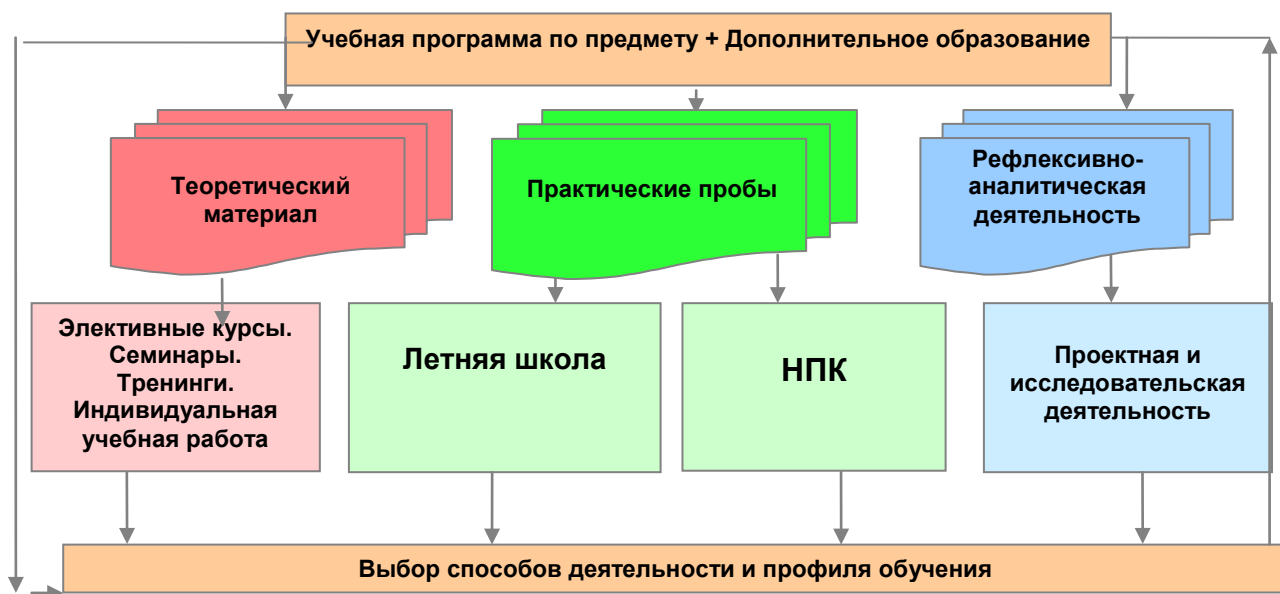 Учебная программа по предмету + Дополнительное образование
Теоретический
материал
Практические пробы
Рефлексивно-
аналитическая
деятельность
Элективные курсы.
Семинары.
Тренинги.
Индивидуальная
учебная работа
Летняя школа
НПК
Проектная и
исследовательская
деятельность
Выбор способов деятельности и профиля обучения